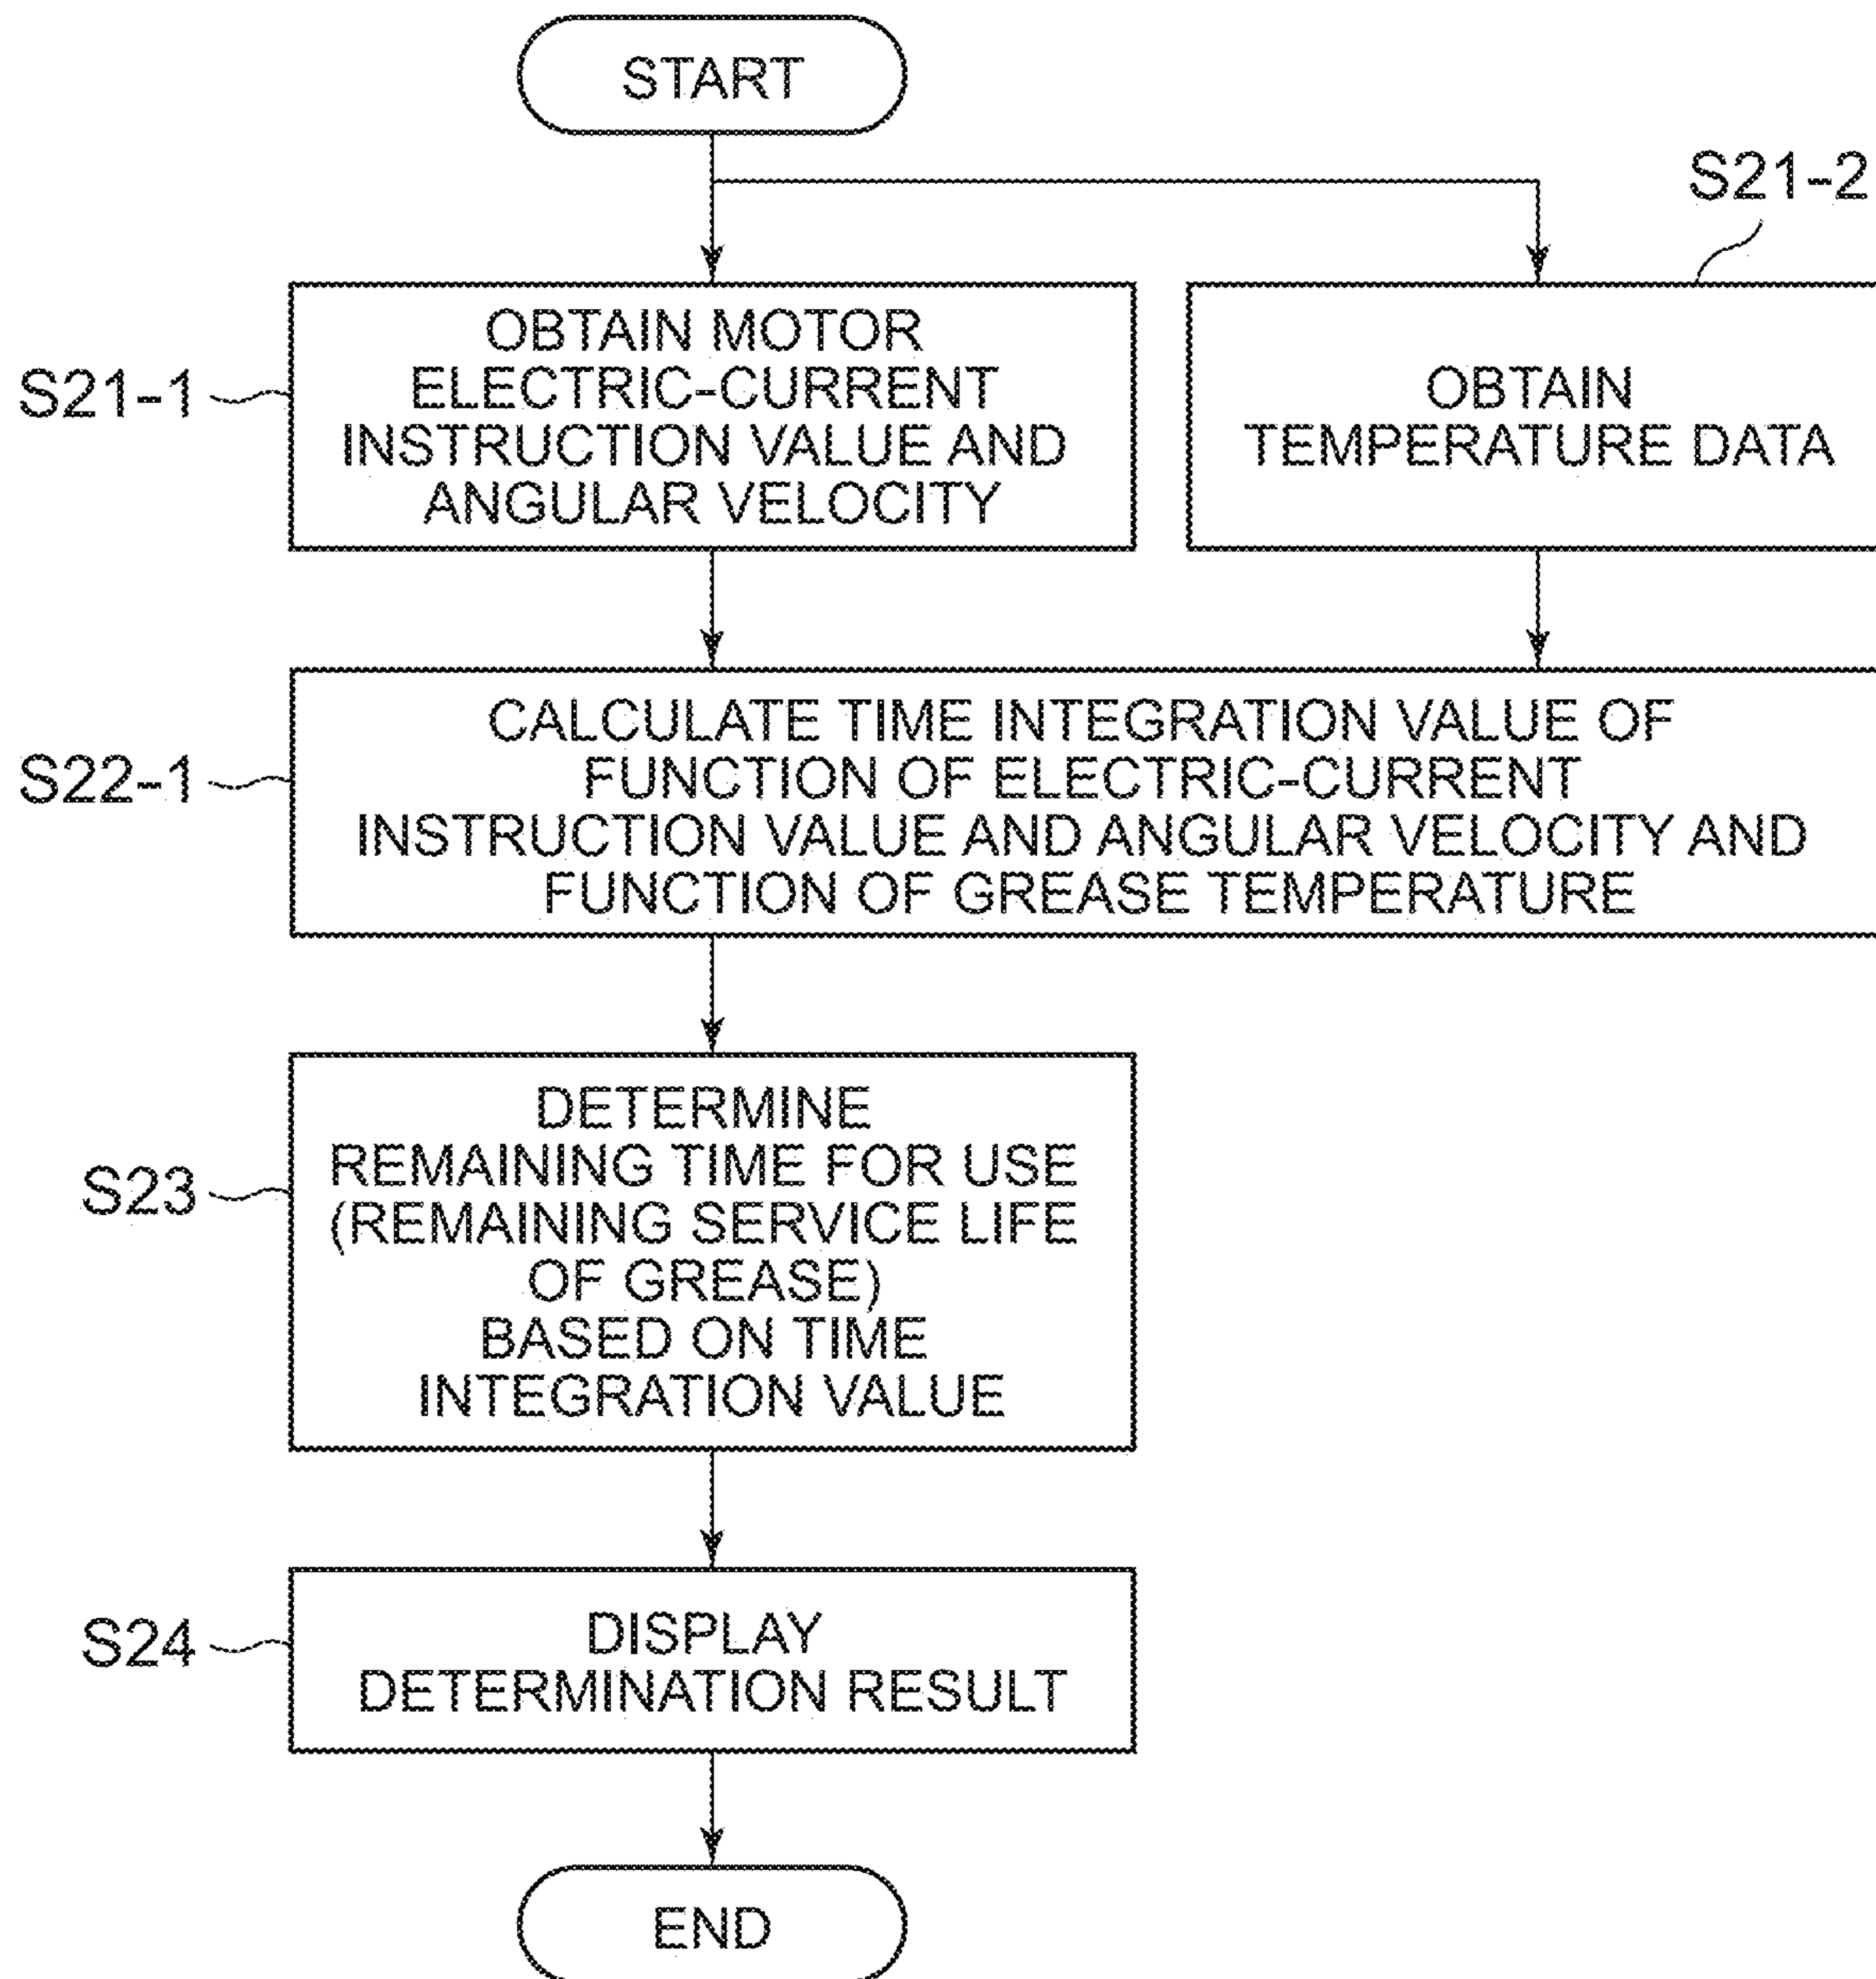 START
S21-2
S21-1
OBTAIN MOTOR
ELECTRIC-CURRENT
INSTRUCTION VALUE AND
ANGULAR VELOCITY
OBTAIN
TEMPERATURE DATA
S22-1
CALCULATE TIME INTEGRATION VALUE OF
FUNCTION OF ELECTRIC-CURRENT
INSTRUCTION VALUE AND ANGULAR VELOCITY AND
FUNCTION OF GREASE TEMPERATURE
S23
DETERMINE
REMAINING TIME FOR USE
(REMAINING SERVICE LIFE
OF GREASE)
BASED ON TIME
INTEGRATION VALUE
S24
DISPLAY
DETERMINATION RESULT
END